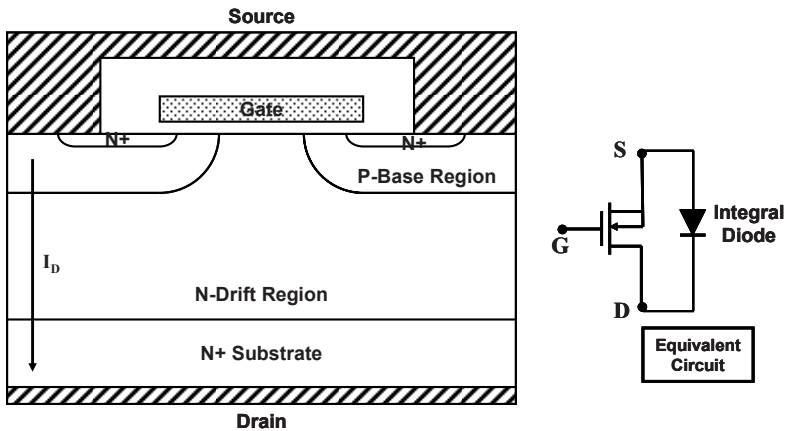 Source
Gate
N+
N+
P-Base Region
I_D
N-Drift Region
N+ Substrate
Drain
S
G
Integral
Diode
D
Equivalent
Circuit